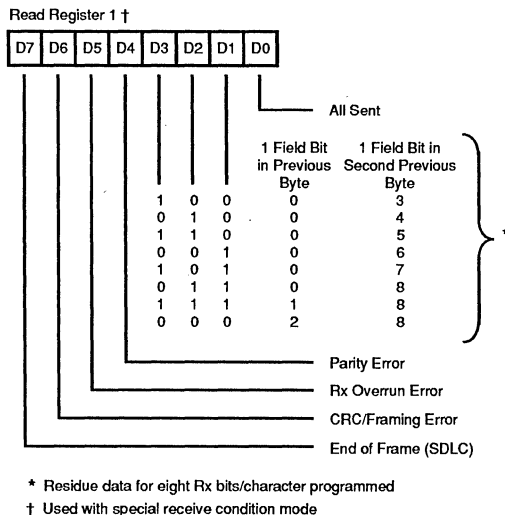 Read Register 1 †
D7 D6 D5 D4 D3 D2 D1 D0
All Sent
1 Field Bit 1 Field Bit in
in Previous Second Previous
Byte Byte
1 0 0 0 3
0 1 0 0 4
1 1 0 0 5
0 0 1 0 6
1 0 1 0 7
0 1 1 0 8
1 1 1 1 8
0 0 0 2 8
*
Parity Error
Rx Overrun Error
CRC/Framing Error
End of Frame (SDLC)
* Residue data for eight Rx bits/character programmed
† Used with special receive condition mode